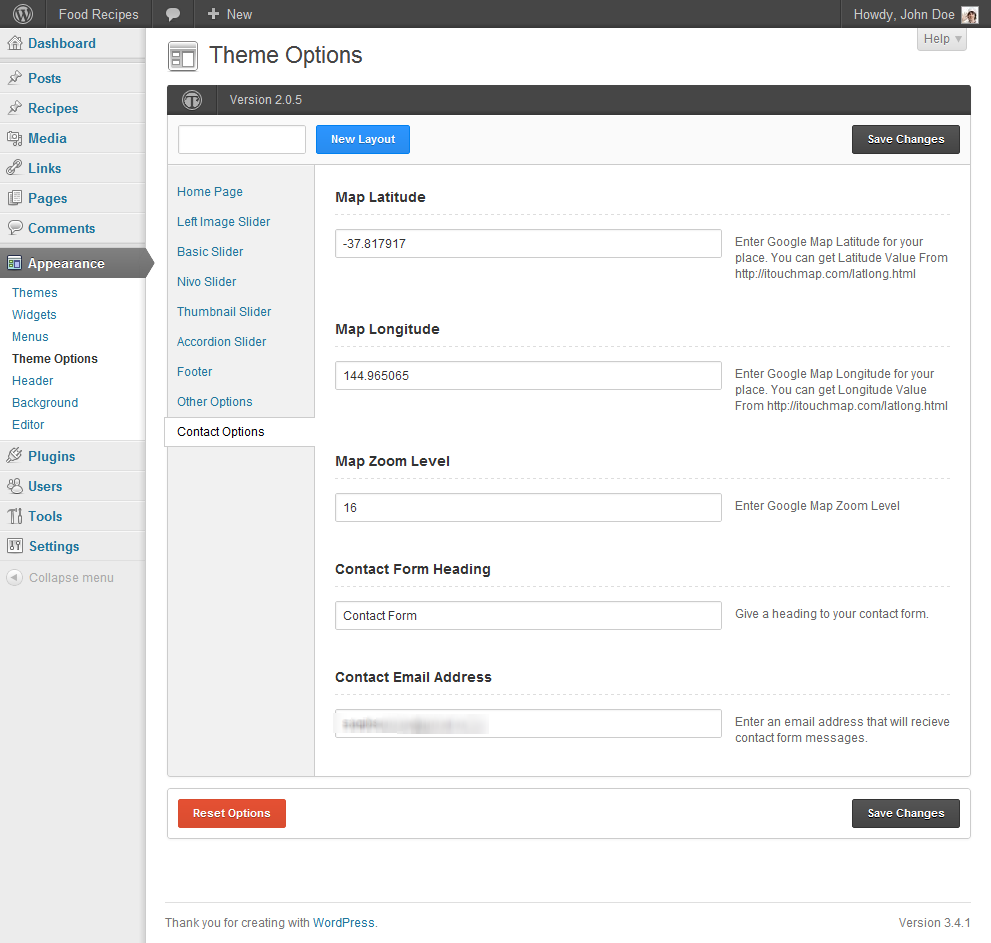 Food Recipes
New
Howdy, John Doe
Help
Dashboard
Posts
Recipes
Media
Links
Pages
Comments
Appearance
Themes
Widgets
Menus
Theme Options
Header
Background
Editor
Plugins
Users
Tools
Settings
Collapse menu
Theme Options
Version 2.0.5
New Layout
Save Changes
Home Page
Left Image Slider
Basic Slider
Nivo Slider
Thumbnail Slider
Accordion Slider
Footer
Other Options
Contact Options
Map Latitude
-37.817917
Enter Google Map Latitude for your
place. You can get Latitude Value From
http://itouchmap.com/latlong.html
Map Longitude
144.965065
Enter Google Map Longitude for your
place. You can get Longitude Value
From http://itouchmap.com/latlong.html
Map Zoom Level
16
Enter Google Map Zoom Level
Contact Form Heading
Contact Form
Give a heading to your contact form.
Contact Email Address
Enter an email address that will recieve
contact form messages.
Reset Options
Save Changes
Thank you for creating with WordPress.
Version 3.4.1